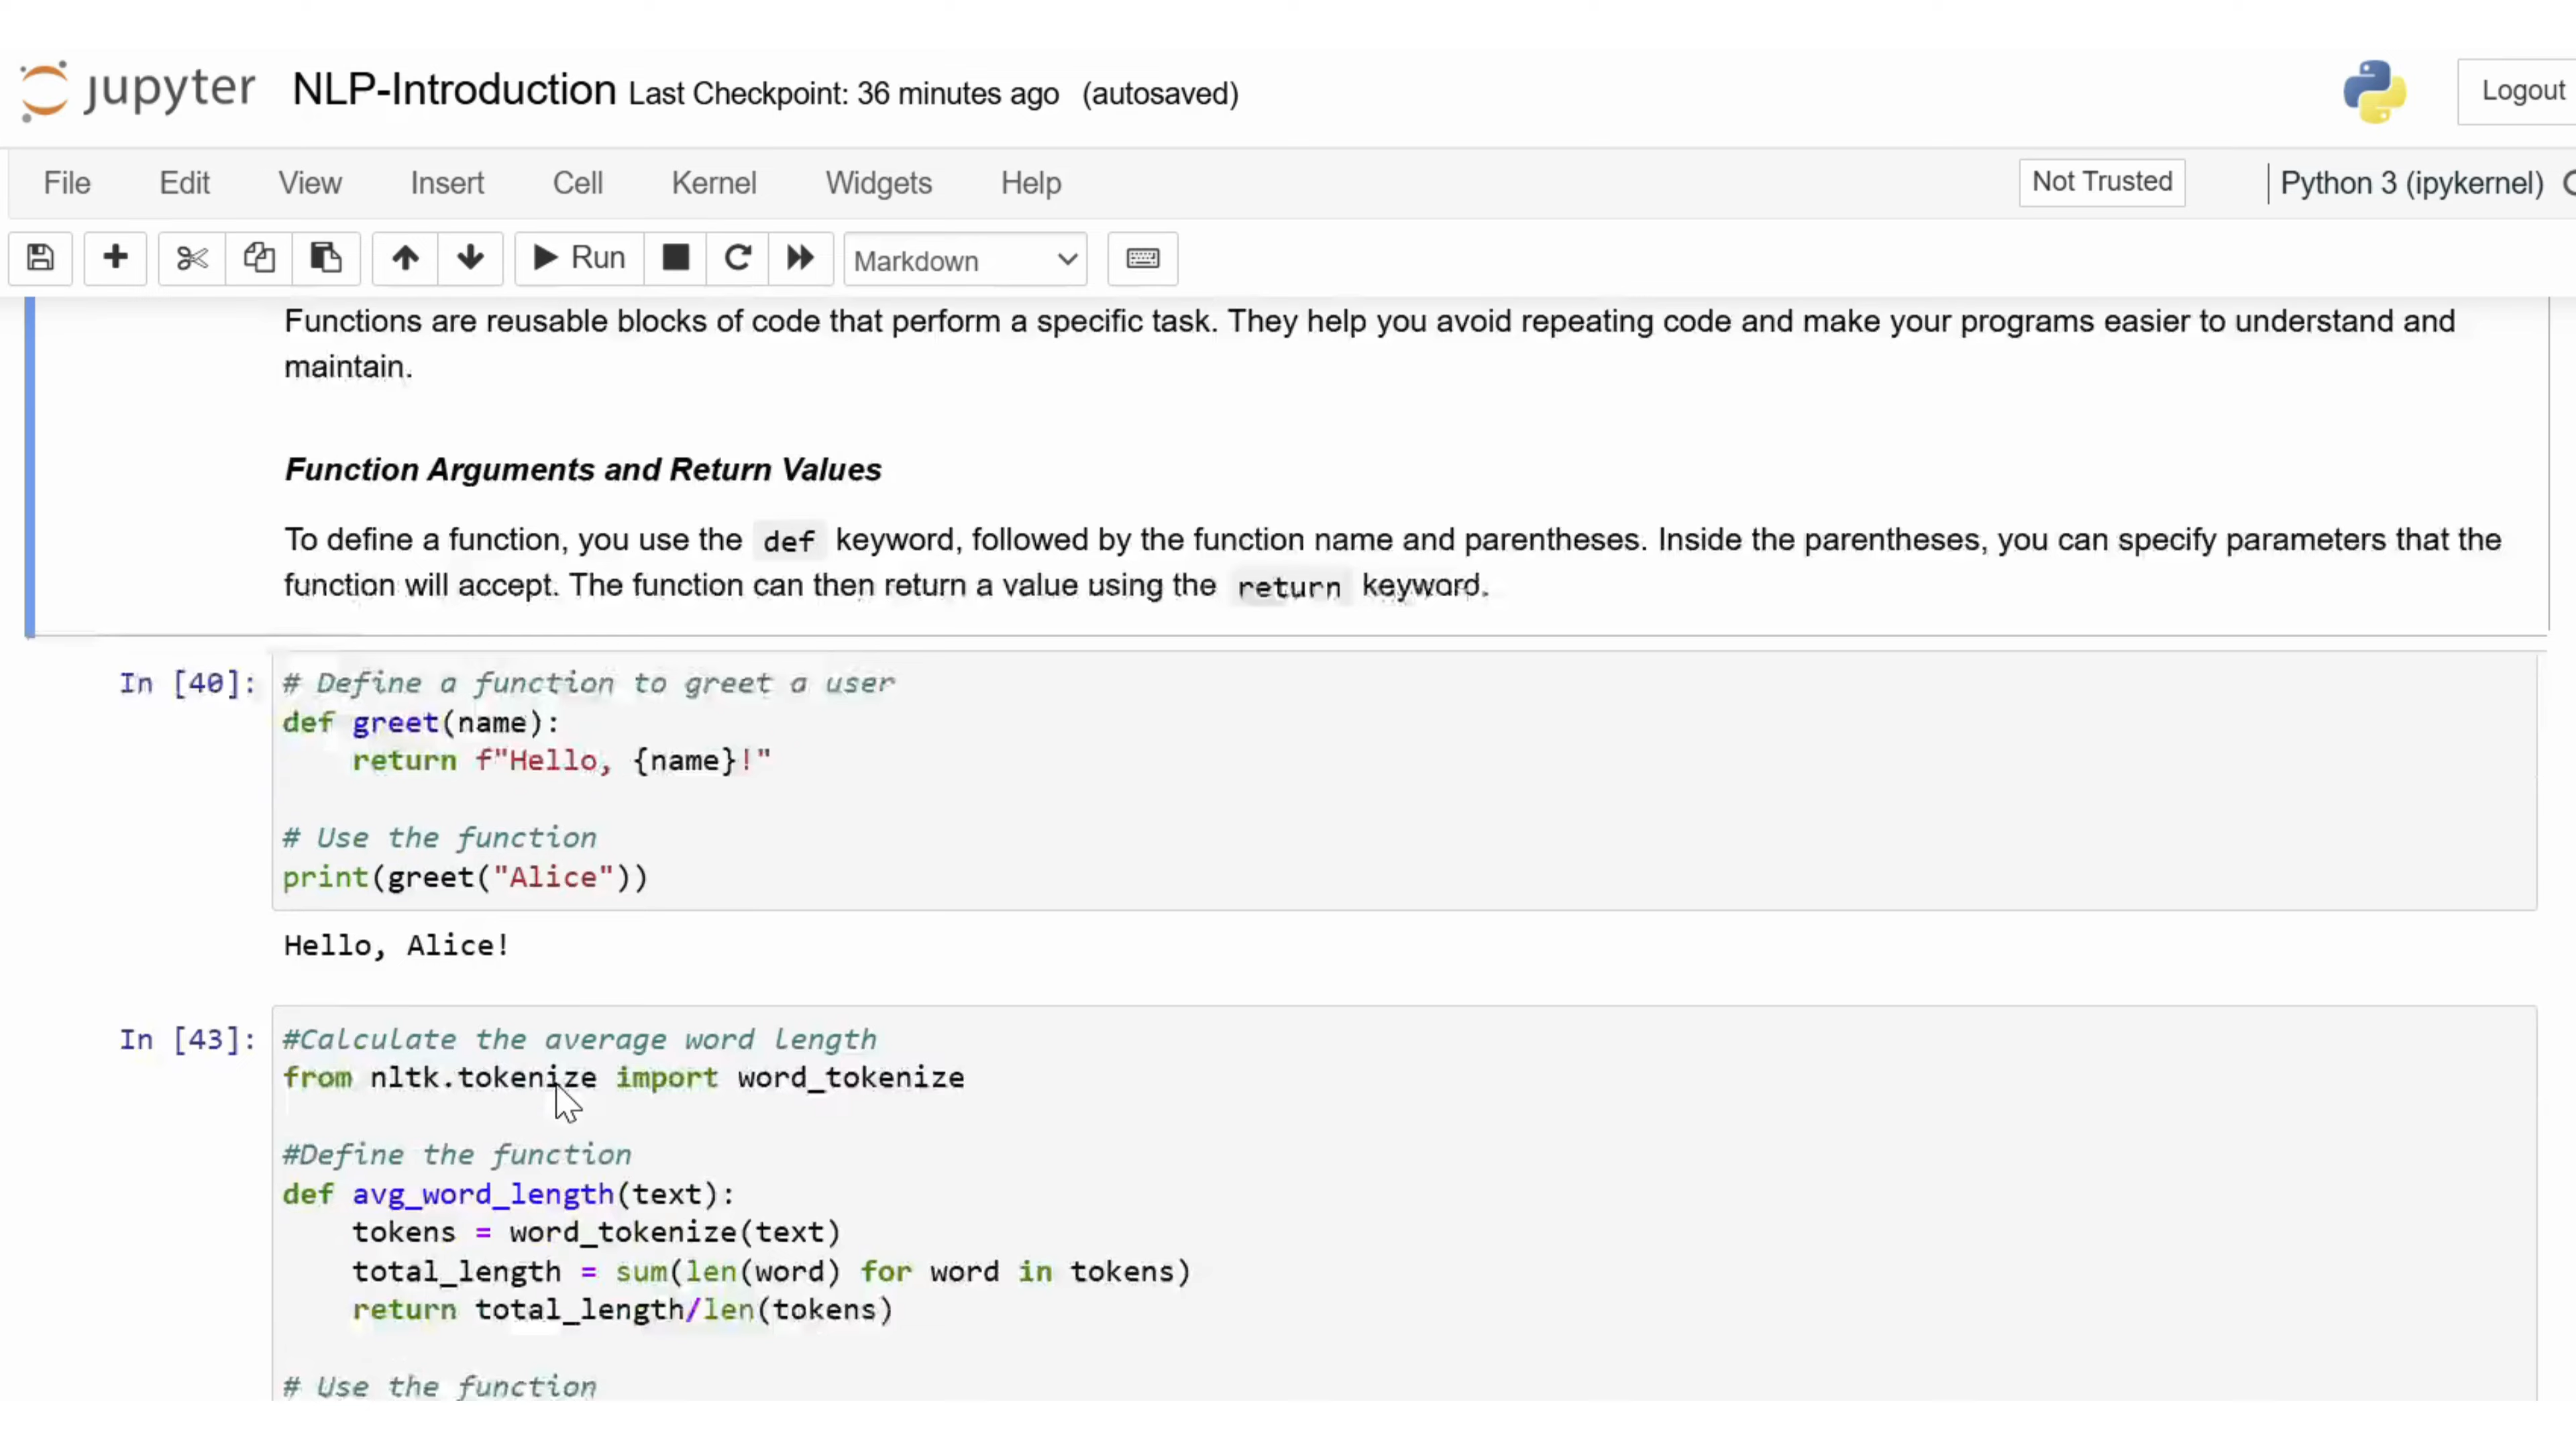 jupyter NLP-Introduction Last Checkpoint: 36 minutes ago (autosaved) Logout
File Edit View Insert Cell Kernel Widgets Help Not Trusted Python 3 (ipykernel)
Run Markdown
Functions are reusable blocks of code that perform a specific task. They help you avoid repeating code and make your programs easier to understand and
maintain.
Function Arguments and Return Values
To define a function, you use the def keyword, followed by the function name and parentheses. Inside the parentheses, you can specify parameters that the
function will accept. The function can then return a value using the return keyword.
In [40]: # Define a function to greet a user
def greet(name):
    return f"Hello, {name}!"
# Use the function
print(greet("Alice"))
Hello, Alice!
In [43]: #Calculate the average word length
from nltk.tokenize import word_tokenize
#Define the function
def avg_word_length(text):
    tokens = word_tokenize(text)
    total_length = sum(len(word) for word in tokens)
    return total_length/len(tokens)
# Use the function